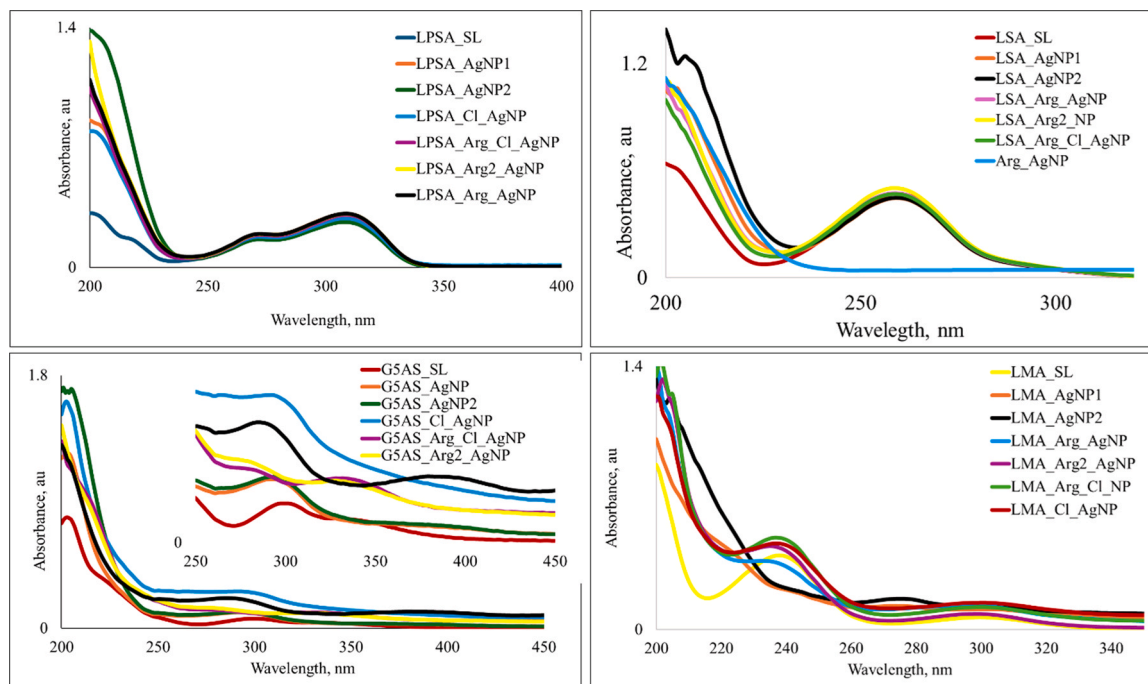 1.4
LPSA_SL
LPSA_AgNP1
LPSA_AgNP2
LPSA_Cl_AgNP
LPSA_Arg_Cl_AgNP
LPSA_Arg2_AgNP
LPSA_Arg_AgNP
Absorbance, au
0
200 250 300 350 400
Wavelength, nm
1.2
LSA_SL
LSA_AgNP1
LSA_AgNP2
LSA_Arg_AgNP
LSA_Arg2_NP
LSA_Arg_Cl_AgNP
Arg_AgNP
Absorbance, au
0
200 250 300
Wavelegth, nm
1.8
G5AS_SL
G5AS_AgNP
G5AS_AgNP2
G5AS_Cl_AgNP
G5AS_Arg_Cl_AgNP
G5AS_Arg2_AgNP
0
250 300 350 400 450
Absorbance, au
0
200 250 300 350 400 450
Wavelength, nm
1.4
LMA_SL
LMA_AgNP1
LMA_AgNP2
LMA_Arg_AgNP
LMA_Arg2_AgNP
LMA_Arg_Cl_NP
LMA_Cl_AgNP
Absorbance, au
0
200 220 240 260 280 300 320 340
Wavelength, nm